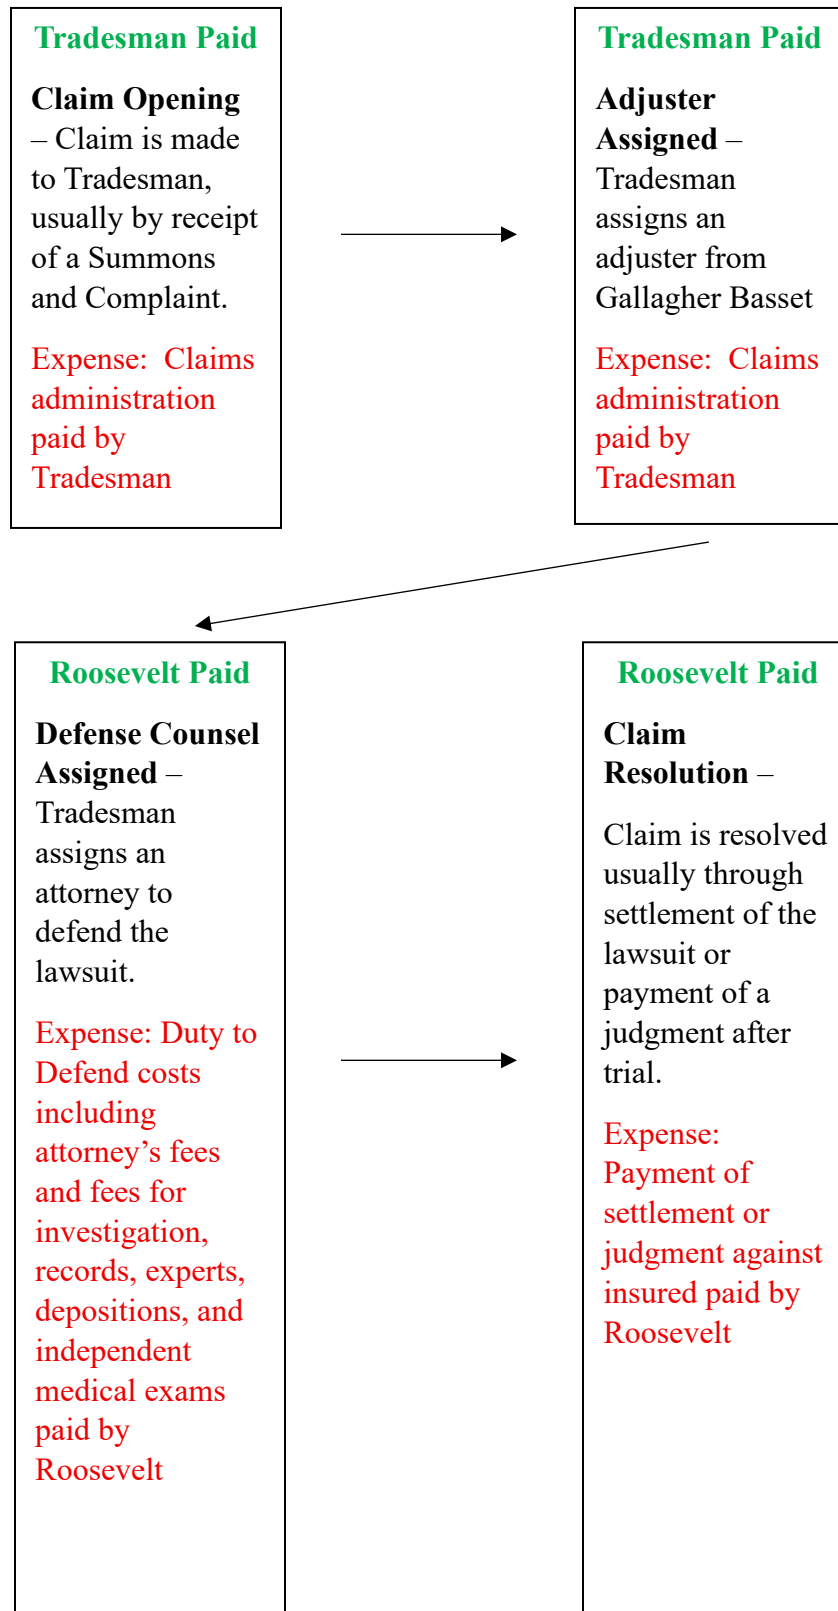 Tradesman Paid
Claim Opening
– Claim is made
to Tradesman,
usually by receipt
of a Summons
and Complaint.
Expense:  Claims
administration
paid by
Tradesman
Tradesman Paid
Adjuster
Assigned –
Tradesman
assigns an
adjuster from
Gallagher Basset
Expense:  Claims
administration
paid by
Tradesman
Roosevelt Paid
Defense Counsel
Assigned –
Tradesman
assigns an
attorney to
defend the
lawsuit.
Expense: Duty to
Defend costs
including
attorney’s fees
and fees for
investigation,
records, experts,
depositions, and
independent
medical exams
paid by
Roosevelt
Roosevelt Paid
Claim
Resolution –
Claim is resolved
usually through
settlement of the
lawsuit or
payment of a
judgment after
trial.
Expense:
Payment of
settlement or
judgment against
insured paid by
Roosevelt